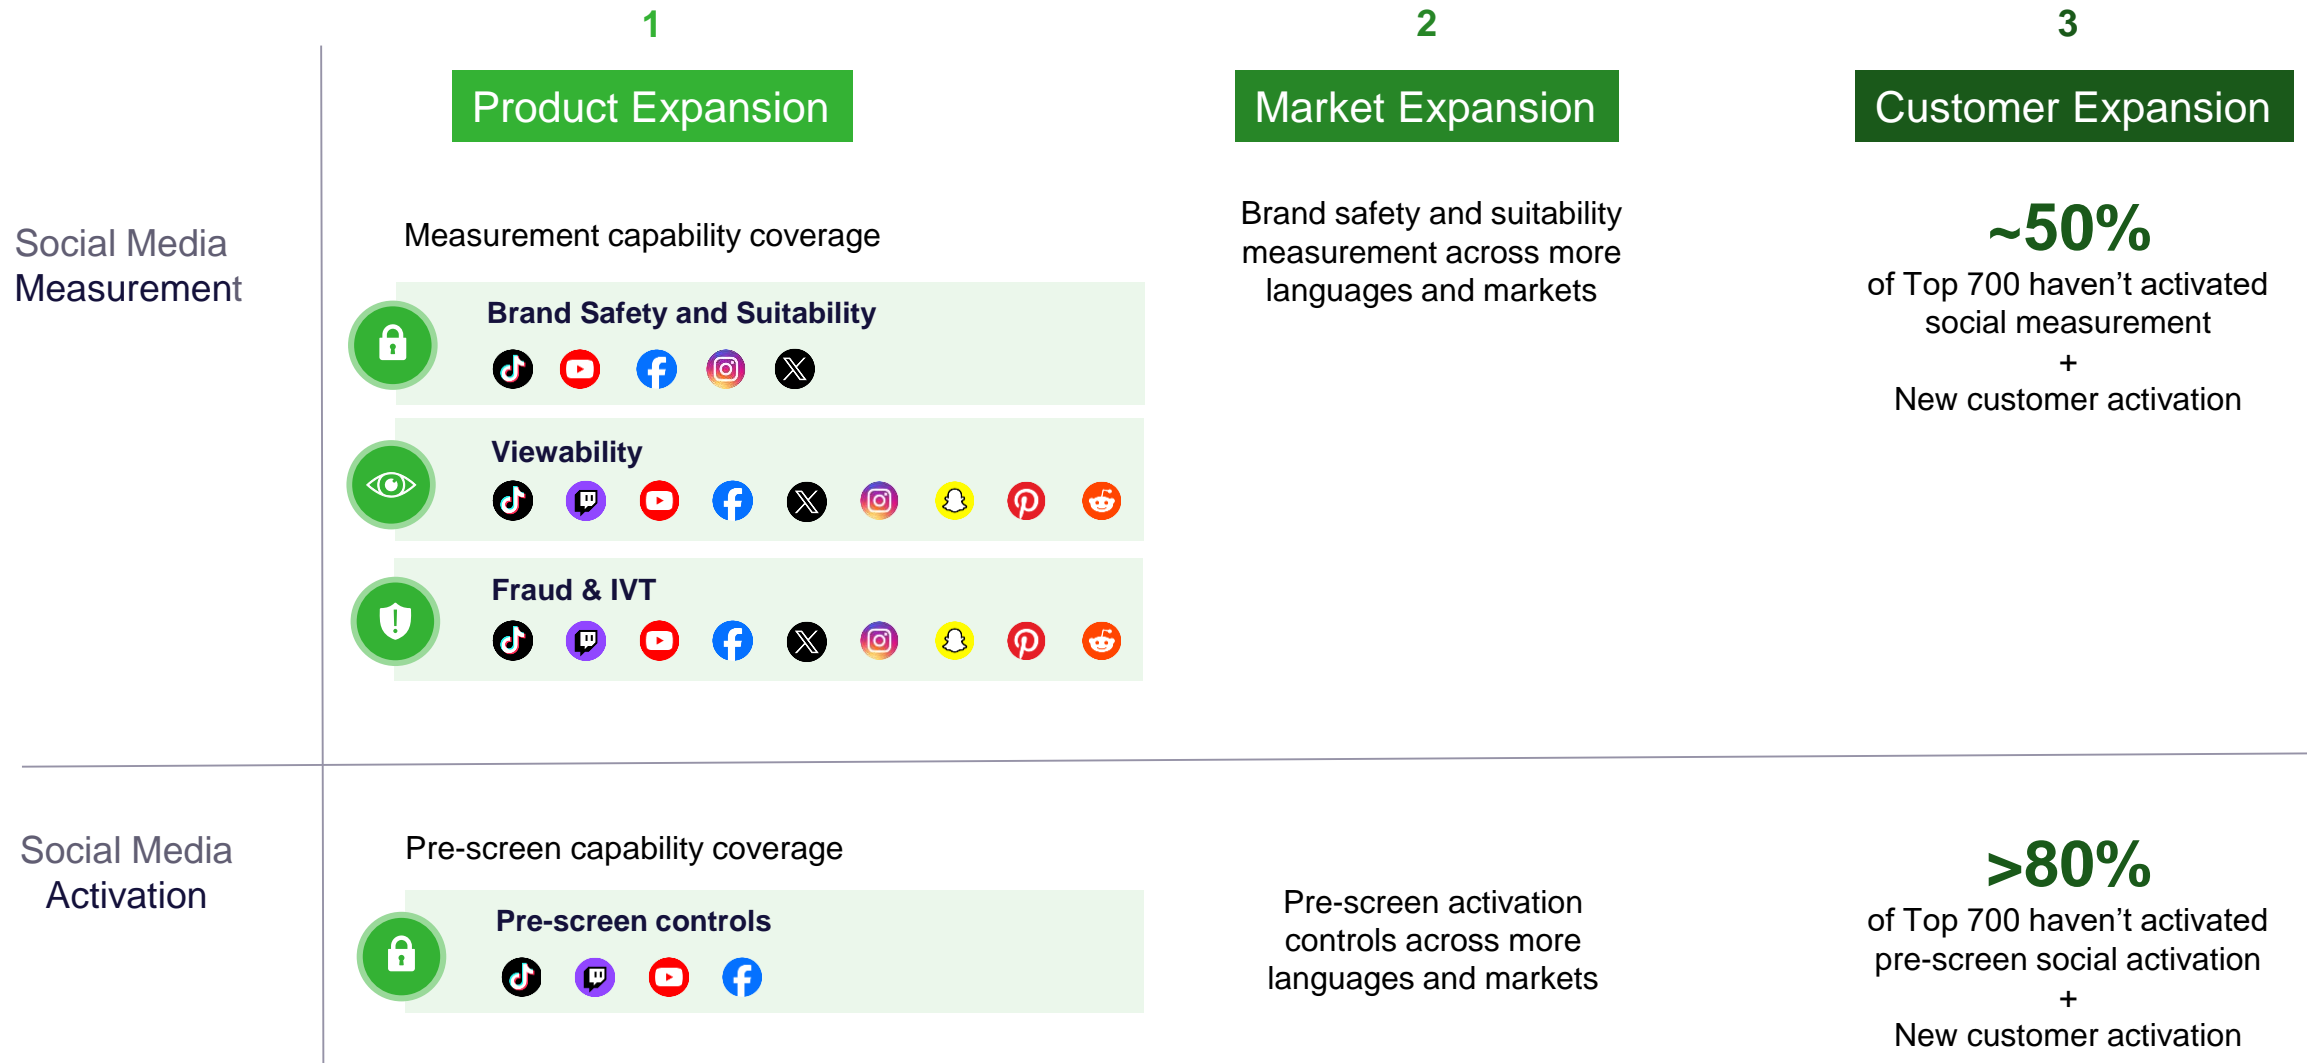 1
2
3
Product Expansion
Market Expansion
Customer Expansion
Social Media
Measurement
Measurement capability coverage
Brand Safety and Suitability
Viewability
Fraud & IVT
Brand safety and suitability
measurement across more
languages and markets
~50%
of Top 700 haven’t activated
social measurement
+
New customer activation
Social Media
Activation
Pre-screen capability coverage
Pre-screen controls
Pre-screen activation
controls across more
languages and markets
>80%
of Top 700 haven’t activated
pre-screen social activation
+
New customer activation